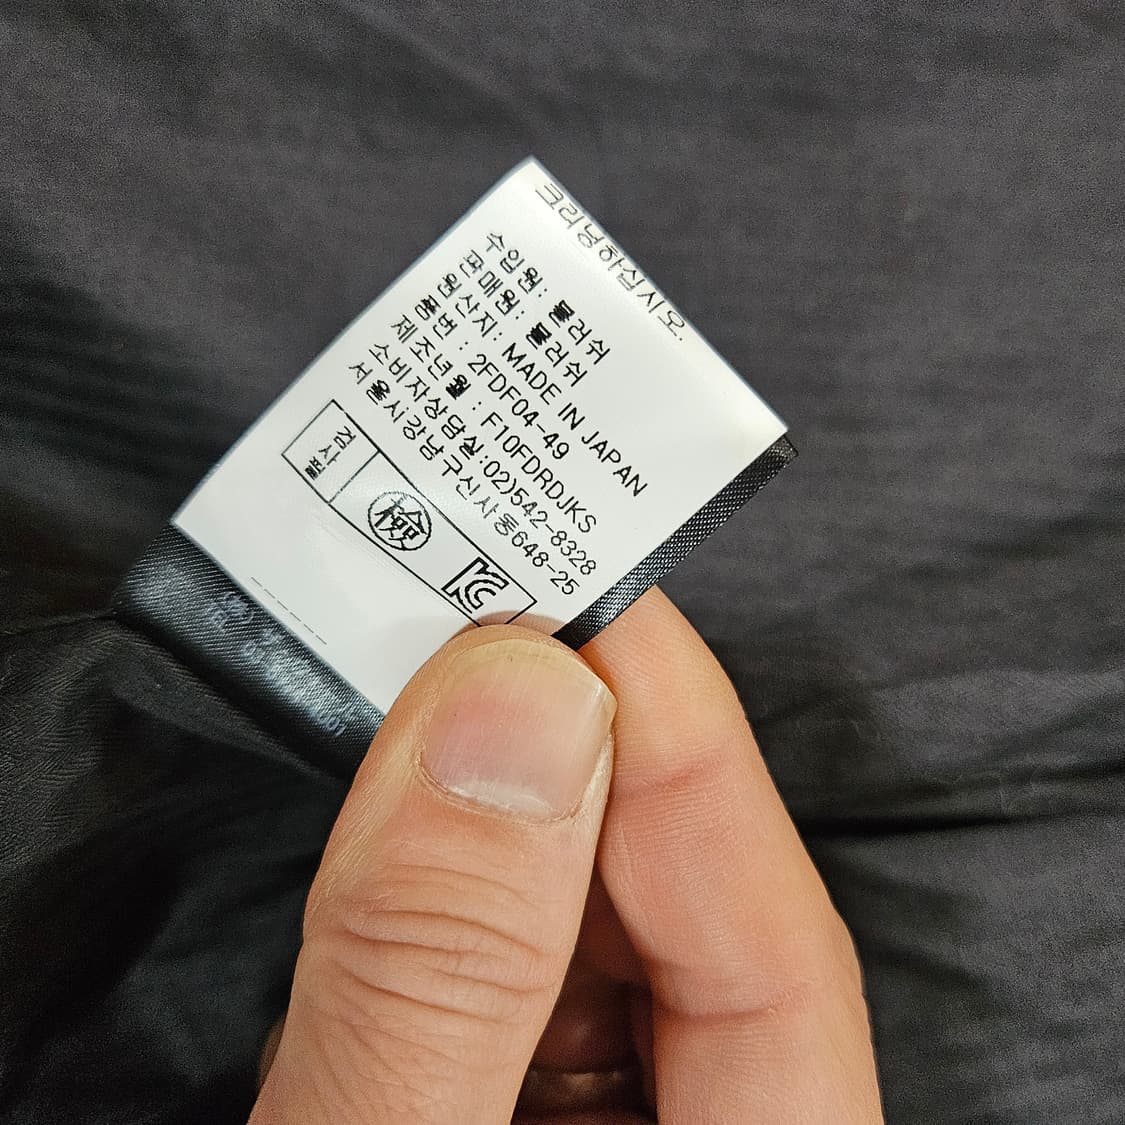 크리닝하십시오.
수입원: 블러쉬
판매원: 블러쉬
원산지: MADE IN JAPAN
품번 : 2FDF04-49
제조년월 : F10FDRDJKS
소비자상담실:02)542-8328
서울시강남구신사동648-25
검사필
檢